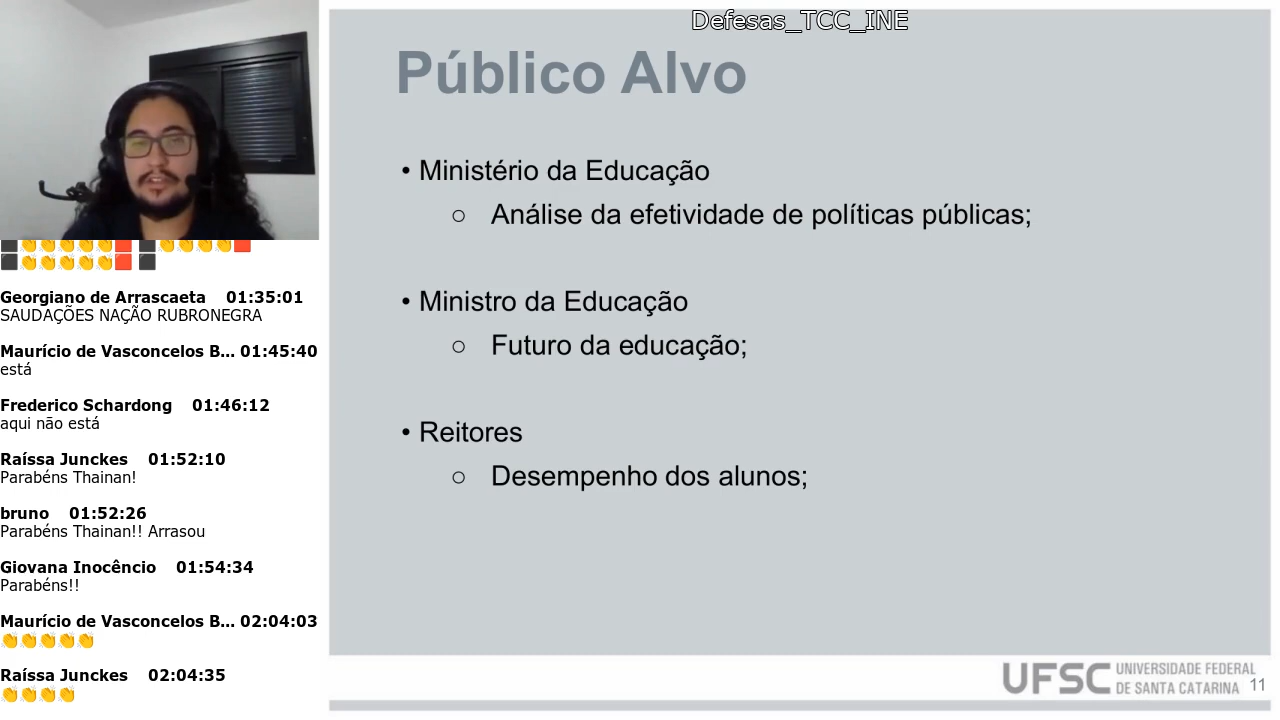 Defesas_TCC_INE
Público Alvo
• Ministério da Educação
○ Análise da efetividade de políticas públicas;
• Ministro da Educação
○ Futuro da educação;
• Reitores
○ Desempenho dos alunos;
UFSC UNIVERSIDADE FEDERAL
DE SANTA CATARINA 11
⬛👏👏👏👏👏🟥 ⬛👏👏👏👏🟥
⬛👏👏👏👏👏🟥 ⬛
Georgiano de Arrascaeta 01:35:01
SAUDAÇÕES NAÇÃO RUBRONEGRA
Maurício de Vasconcelos B... 01:45:40
está
Frederico Schardong 01:46:12
aqui não está
Raíssa Junckes 01:52:10
Parabéns Thainan!
bruno 01:52:26
Parabéns Thainan!! Arrasou
Giovana Inocêncio 01:54:34
Parabéns!!
Maurício de Vasconcelos B... 02:04:03
👏👏👏👏👏
Raíssa Junckes 02:04:35
👏👏👏👏